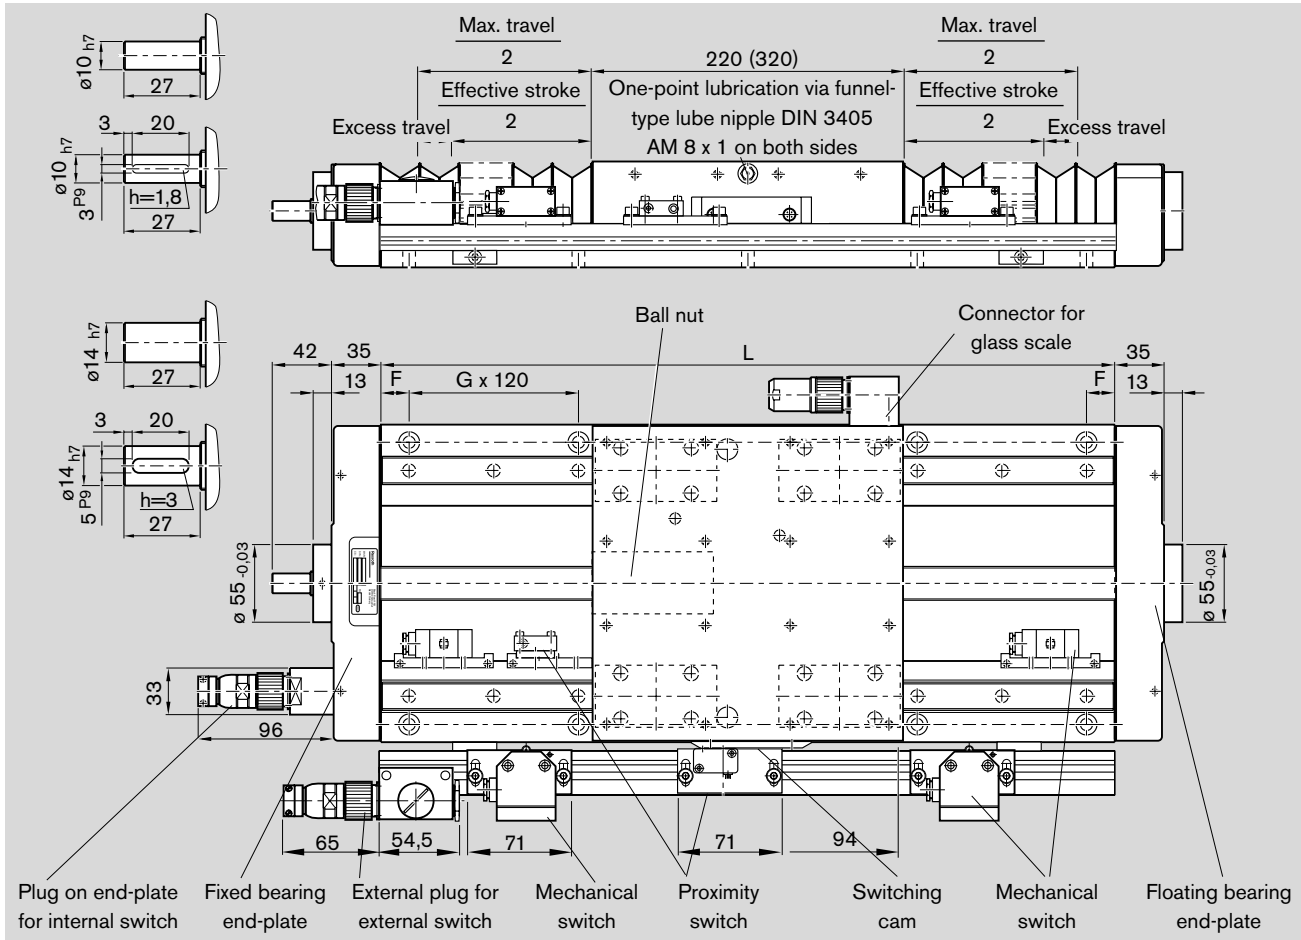 Max. travel
2
220 (320)
Max. travel
2
Effective stroke
2
One-point lubrication via funnel-
type lube nipple DIN 3405
AM 8 x 1 on both sides
Effective stroke
2
Excess travel
Excess travel
ø10 h7
27
3
20
ø10 h7
3 P9
h=1,8
27
ø14 h7
27
3
20
ø14 h7
5 P9
h=3
27
Ball nut
Connector for
glass scale
42
35
L
35
13
F
G x 120
F
13
ø 55 -0,03
ø 55 -0,03
33
96
65
54,5
71
71
94
Plug on end-plate
for internal switch
Fixed bearing
end-plate
External plug for
external switch
Mechanical
switch
Proximity
switch
Switching
cam
Mechanical
switch
Floating bearing
end-plate